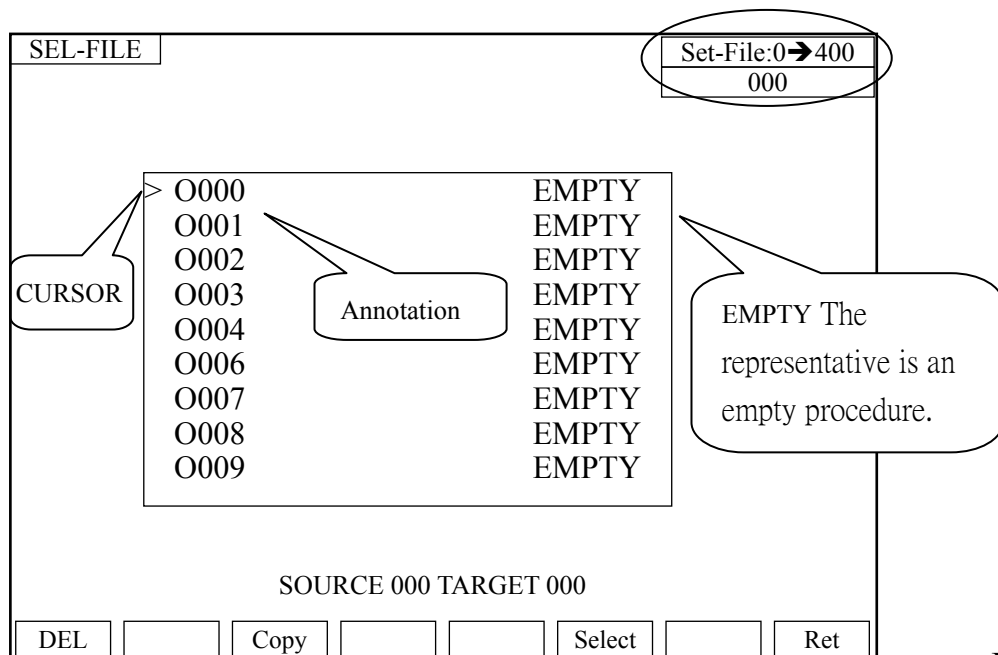 SEL-FILE
Set-File:0➔400
000
> O000 EMPTY
O001 EMPTY
O002 EMPTY
O003 EMPTY
O004 EMPTY
O006 EMPTY
O007 EMPTY
O008 EMPTY
O009 EMPTY
CURSOR
Annotation
EMPTY The
representative is an
empty procedure.
SOURCE 000 TARGET 000
DEL Copy Select Ret